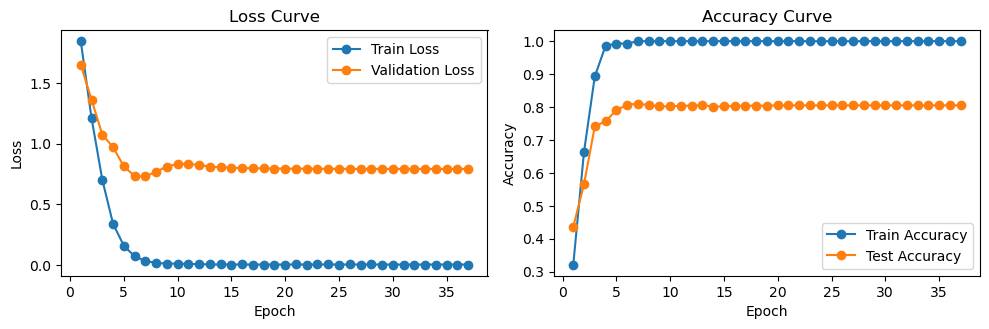 Loss Curve
Train Loss
Validation Loss
1.5
1.0
0.5
0.0
Loss
0 5 10 15 20 25 30 35
Epoch
Accuracy Curve
1.0
0.9
0.8
0.7
0.6
0.5
0.4
0.3
Accuracy
Train Accuracy
Test Accuracy
0 5 10 15 20 25 30 35
Epoch